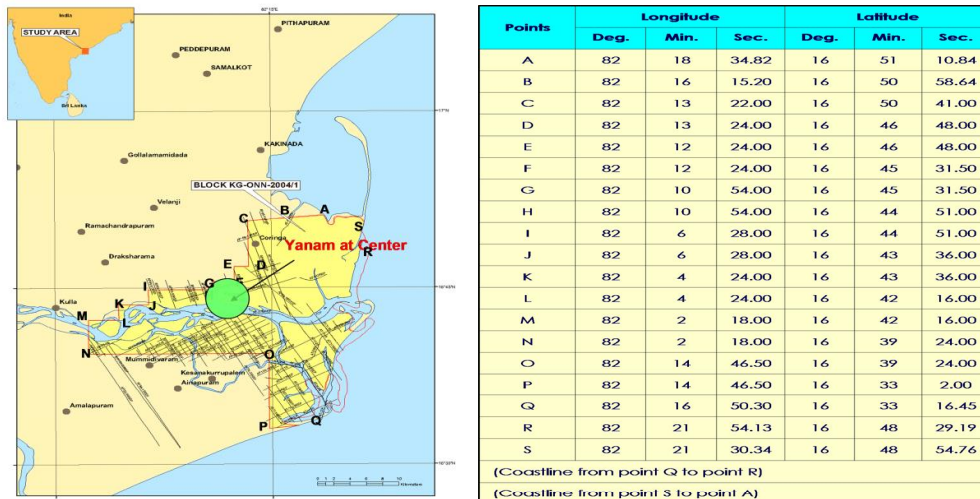 India
STUDY AREA
Sri Lanka
82°15'E
PITHAPURAM
PEDDEPURAM
SAMALKOT
17°N
KAKINADA
Gollalamamidada
BLOCK KG-ONN-2004/1
Velanji
B
A
C
S
Ramachandrapuram
Coringa
Yanam at Center
R
Draksharama
E
D
F
I
G
16°45'N
Kulla
K
J
M
L
N
O
Mummidivaram
Kesanakurrupalem
Ainapuram
Amalapuram
P
Q
Points Longitude Latitude
Deg. Min. Sec. Deg. Min. Sec.
A 82 18 34.82 16 51 10.84
B 82 16 15.20 16 50 58.64
C 82 13 22.00 16 50 41.00
D 82 13 24.00 16 46 48.00
E 82 12 24.00 16 46 48.00
F 82 12 24.00 16 45 31.50
G 82 10 54.00 16 45 31.50
H 82 10 54.00 16 44 51.00
I 82 6 28.00 16 44 51.00
J 82 6 28.00 16 43 36.00
K 82 4 24.00 16 43 36.00
L 82 4 24.00 16 42 16.00
M 82 2 18.00 16 42 16.00
N 82 2 18.00 16 39 24.00
O 82 14 46.50 16 39 24.00
P 82 14 46.50 16 33 2.00
Q 82 16 50.30 16 33 16.45
R 82 21 54.13 16 48 29.19
S 82 21 30.34 16 48 54.76
(Coastline from point Q to point R)
(Coastline from point S to point A)